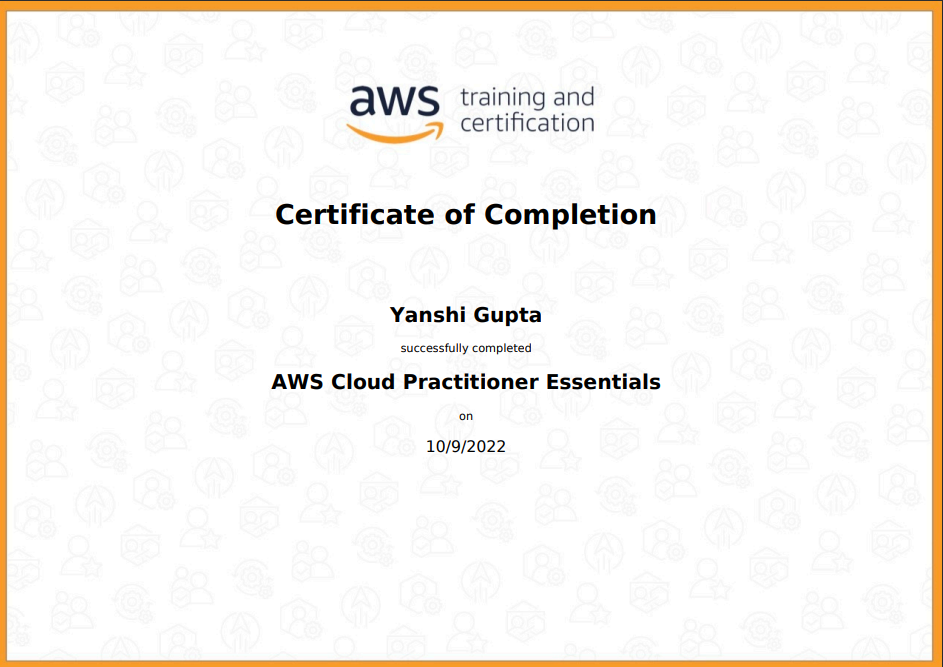 aws training and
certification
Certificate of Completion
Yanshi Gupta
successfully completed
AWS Cloud Practitioner Essentials
on
10/9/2022